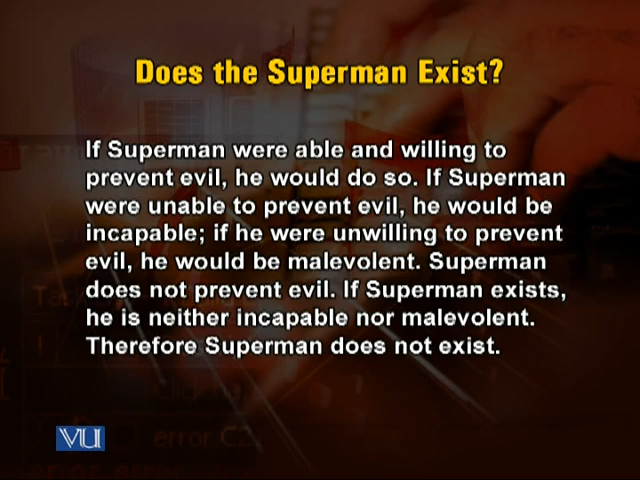 Does the Superman Exist?
If Superman were able and willing to
prevent evil, he would do so. If Superman
were unable to prevent evil, he would be
incapable; if he were unwilling to prevent
evil, he would be malevolent. Superman
does not prevent evil. If Superman exists,
he is neither incapable nor malevolent.
Therefore Superman does not exist.
VU
error C2